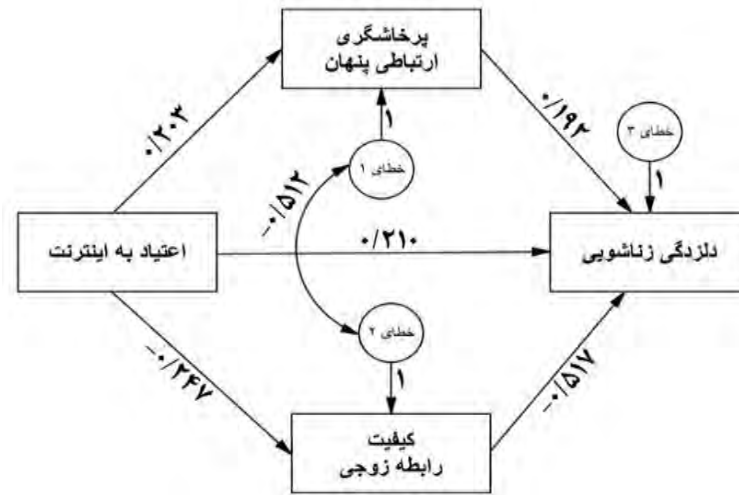 پرخاشگری
ارتباطی پنهان
۰/۲۰۳
۰/۱۹۲
۱
خطای ۱
خطای ۳
۱
-۰/۵۱۲
اعتیاد به اینترنت
۰/۲۱۰
دلزدگی زناشویی
خطای ۲
۱
-۰/۲۴۷
-۰/۵۱۷
کیفیت
رابطه زوجی